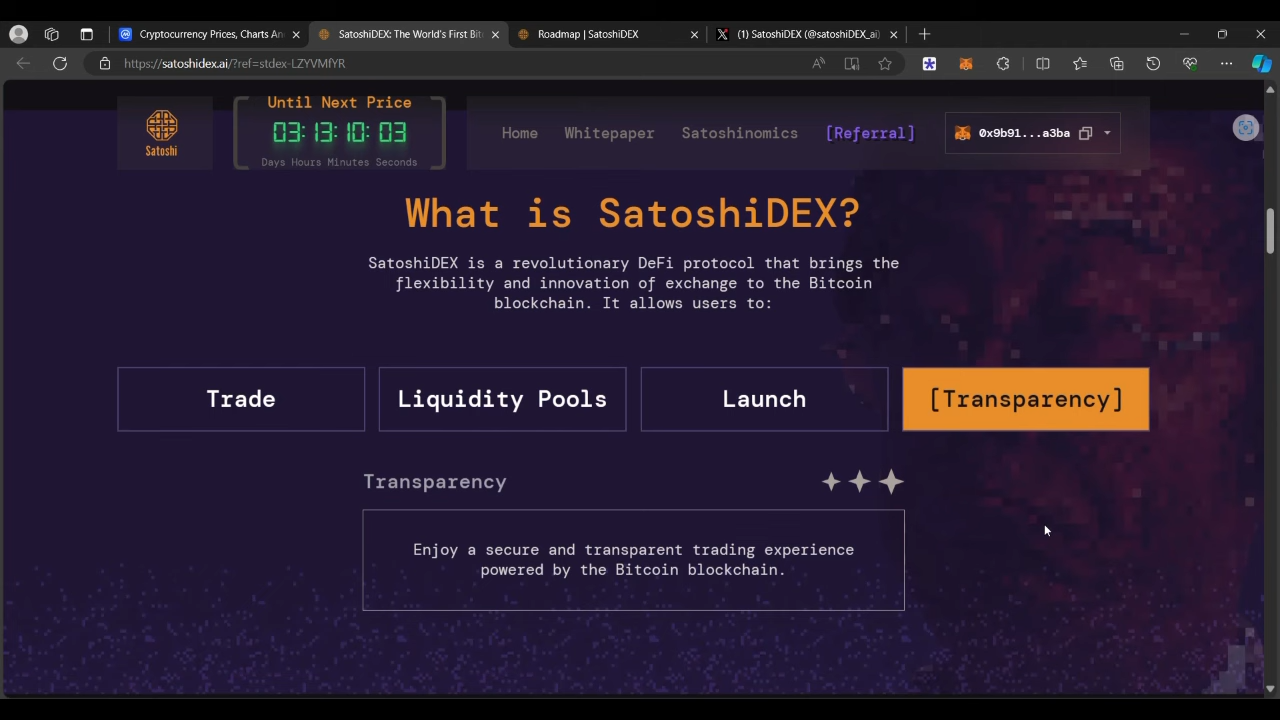 Cryptocurrency Prices, Charts An
SatoshiDEX: The World's First Bit
Roadmap | SatoshiDEX
(1) SatoshiDEX (@satoshiDEX_ai)
https://satoshidex.ai/?ref=stdex-LZYVMfYR
Satoshi
Until Next Price
03:13:10:03
Days Hours Minutes Seconds
Home
Whitepaper
Satoshinomics
[Referral]
0x9b91...a3ba
What is SatoshiDEX?
SatoshiDEX is a revolutionary DeFi protocol that brings the
flexibility and innovation of exchange to the Bitcoin
blockchain. It allows users to:
Trade
Liquidity Pools
Launch
[Transparency]
Transparency
Enjoy a secure and transparent trading experience
powered by the Bitcoin blockchain.